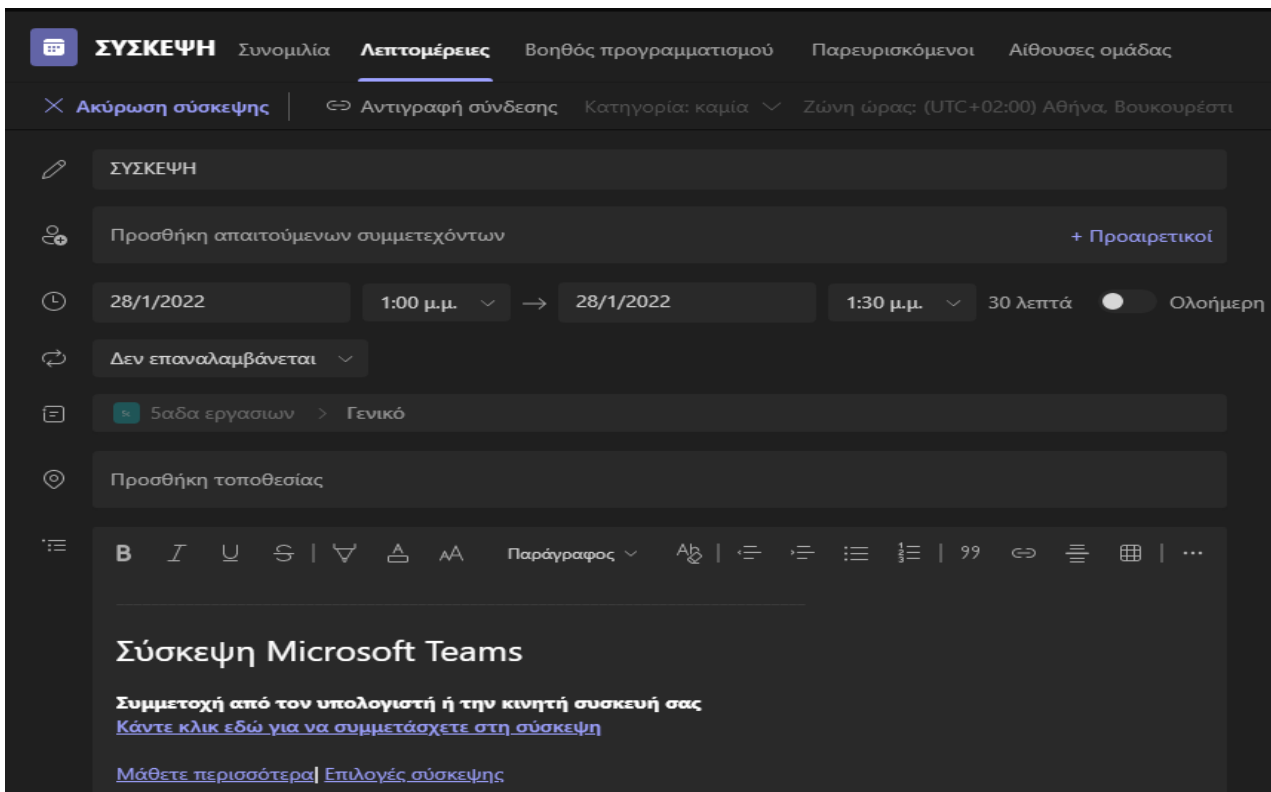 ΣΥΣΚΕΨΗ Συνομιλία Λεπτομέρειες Βοηθός προγραμματισμού Παρευρισκόμενοι Αίθουσες ομάδας
Ακύρωση σύσκεψης Αντιγραφή σύνδεσης Κατηγορία: καμία Ζώνη ώρας: (UTC+02:00) Αθήνα, Βουκουρέστι
ΣΥΣΚΕΨΗ
Προσθήκη απαιτούμενων συμμετεχόντων + Προαιρετικοί
28/1/2022 1:00 μ.μ. → 28/1/2022 1:30 μ.μ. 30 λεπτά Ολοήμερη
Δεν επαναλαμβάνεται
5αδα εργασιων > Γενικό
Προσθήκη τοποθεσίας
Παράγραφος
Σύσκεψη Microsoft Teams
Συμμετοχή από τον υπολογιστή ή την κινητή συσκευή σας
Κάντε κλικ εδώ για να συμμετάσχετε στη σύσκεψη
Μάθετε περισσότερα| Επιλογές σύσκεψης